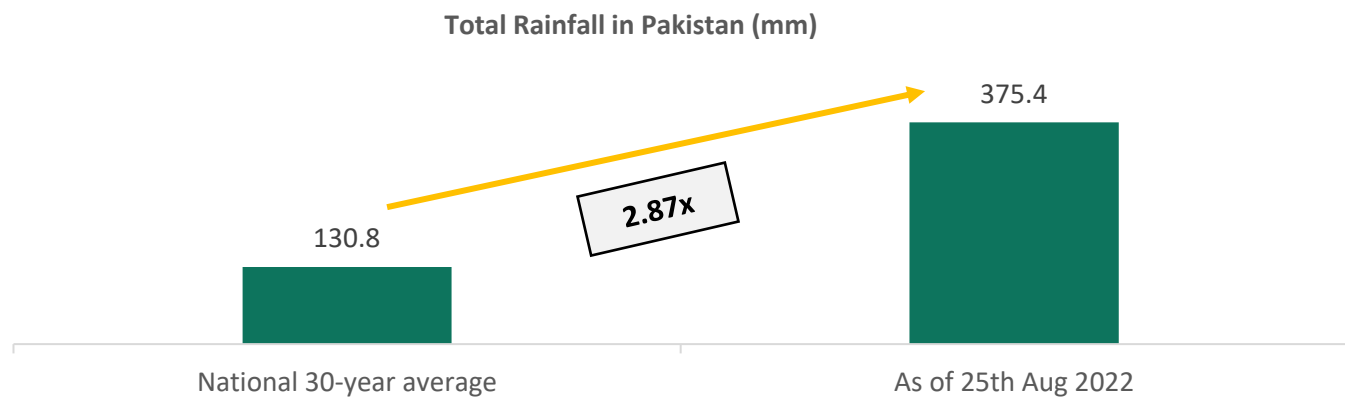 Total Rainfall in Pakistan (mm)
375.4
2.87x
130.8
National 30-year average
As of 25th Aug 2022